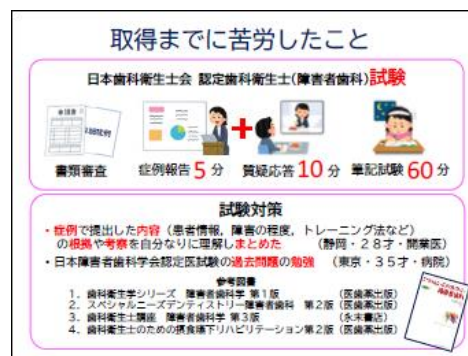 取得までに苦労したこと
日本歯科衛生士会 認定歯科衛生士(障害者歯科)試験
書類審査
症例報告5分
+
質疑応答10分
筆記試験60分
試験対策
・症例で提出した内容(患者情報、障害の程度、トレーニング法など)
の根拠や考察を自分なりに理解しまとめた (静岡・28才・開業医)
・日本障害者歯科学会認定医試験の過去問題の勉強 (東京・35才・病院)
参考図書
1. 歯科衛生学シリーズ 障害者歯科学 第1版 (医歯薬出版)
2. スペシャルニーズデンティストリー障害者歯科 第2版 (医歯薬出版)
3. 歯科衛生士講座 障害者歯科学 第3版 (永末書店)
4. 歯科衛生士のための摂食嚥下リハビリテーション第2版 (医歯薬出版)